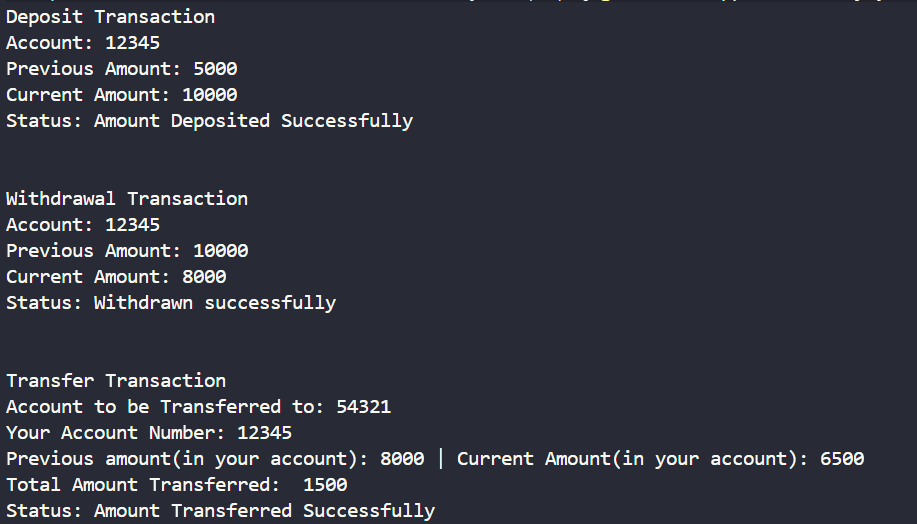 Deposit Transaction
Account: 12345
Previous Amount: 5000
Current Amount: 10000
Status: Amount Deposited Successfully
Withdrawal Transaction
Account: 12345
Previous Amount: 10000
Current Amount: 8000
Status: Withdrawn successfully
Transfer Transaction
Account to be Transferred to: 54321
Your Account Number: 12345
Previous amount(in your account): 8000 | Current Amount(in your account): 6500
Total Amount Transferred:  1500
Status: Amount Transferred Successfully